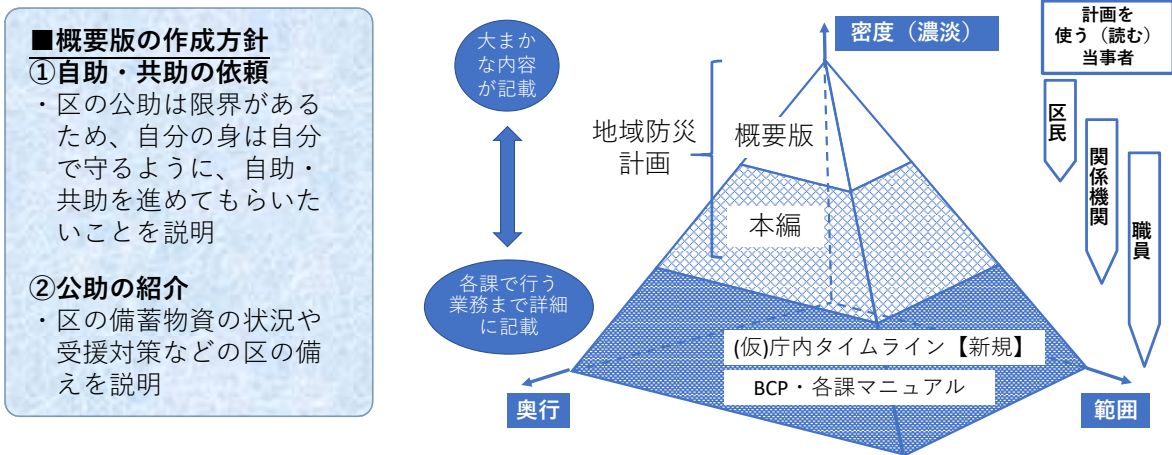 ■概要版の作成方針
①自助・共助の依頼
・区の公助は限界がある
ため、自分の身は自分
で守るように、自助・
共助を進めてもらいた
いことを説明
②公助の紹介
・区の備蓄物資の状況や
受援対策などの区の備
えを説明
大まか
な内容
が記載
各課で行う
業務まで詳細
に記載
地域防災
計画
密度（濃淡）
概要版
本編
(仮)庁内タイムライン【新規】
BCP・各課マニュアル
奥行
範囲
計画を
使う（読む）
当事者
区民
関係機関
職員